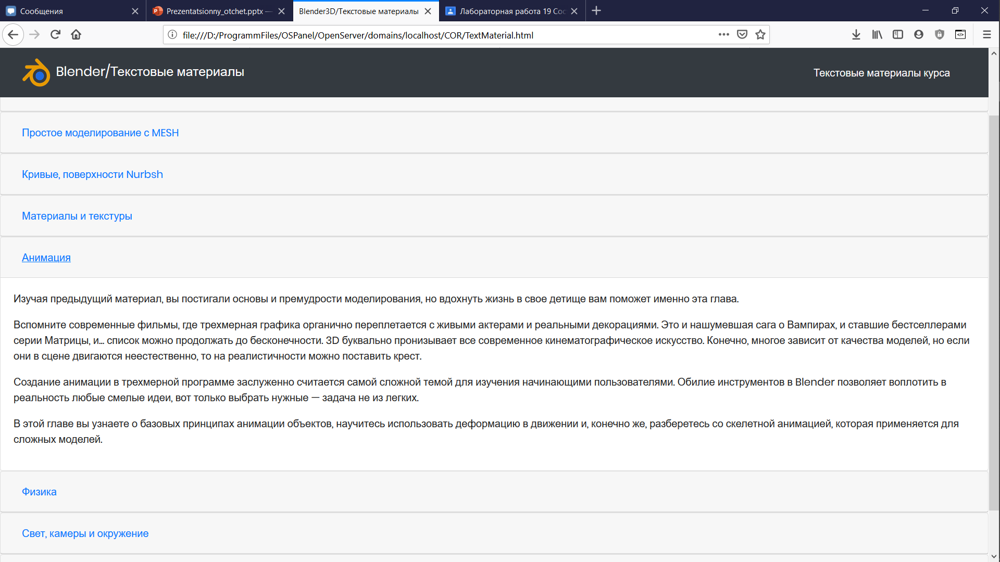 Сообщения
Prezentatsionny_otchet.pptx —
Blender3D/Текстовые материалы
Лабораторная работа 19 Сос
file:///D:/ProgrammFiles/OSPanel/OpenServer/domains/localhost/COR/TextMaterial.html
Blender/Текстовые материалы
Текстовые материалы курса
Простое моделирование с MESH
Кривые, поверхности Nurbsh
Материалы и текстуры
Анимация
Изучая предыдущий материал, вы постигали основы и премудрости моделирования, но вдохнуть жизнь в свое детище вам поможет именно эта глава.
Вспомните современные фильмы, где трехмерная графика органично переплетается с живыми актерами и реальными декорациями. Это и нашумевшая сага о Вампирах, и ставшие бестселлерами
серии Матрицы, и... список можно продолжать до бесконечности. 3D буквально пронизывает все современное кинематографическое искусство. Конечно, многое зависит от качества моделей, но если
они в сцене двигаются неестественно, то на реалистичности можно поставить крест.
Создание анимации в трехмерной программе заслуженно считается самой сложной темой для изучения начинающими пользователями. Обилие инструментов в Blender позволяет воплотить в
реальность любые смелые идеи, вот только выбрать нужные — задача не из легких.
В этой главе вы узнаете о базовых принципах анимации объектов, научитесь использовать деформацию в движении и, конечно же, разберетесь со скелетной анимацией, которая применяется для
сложных моделей.
Физика
Свет, камеры и окружение